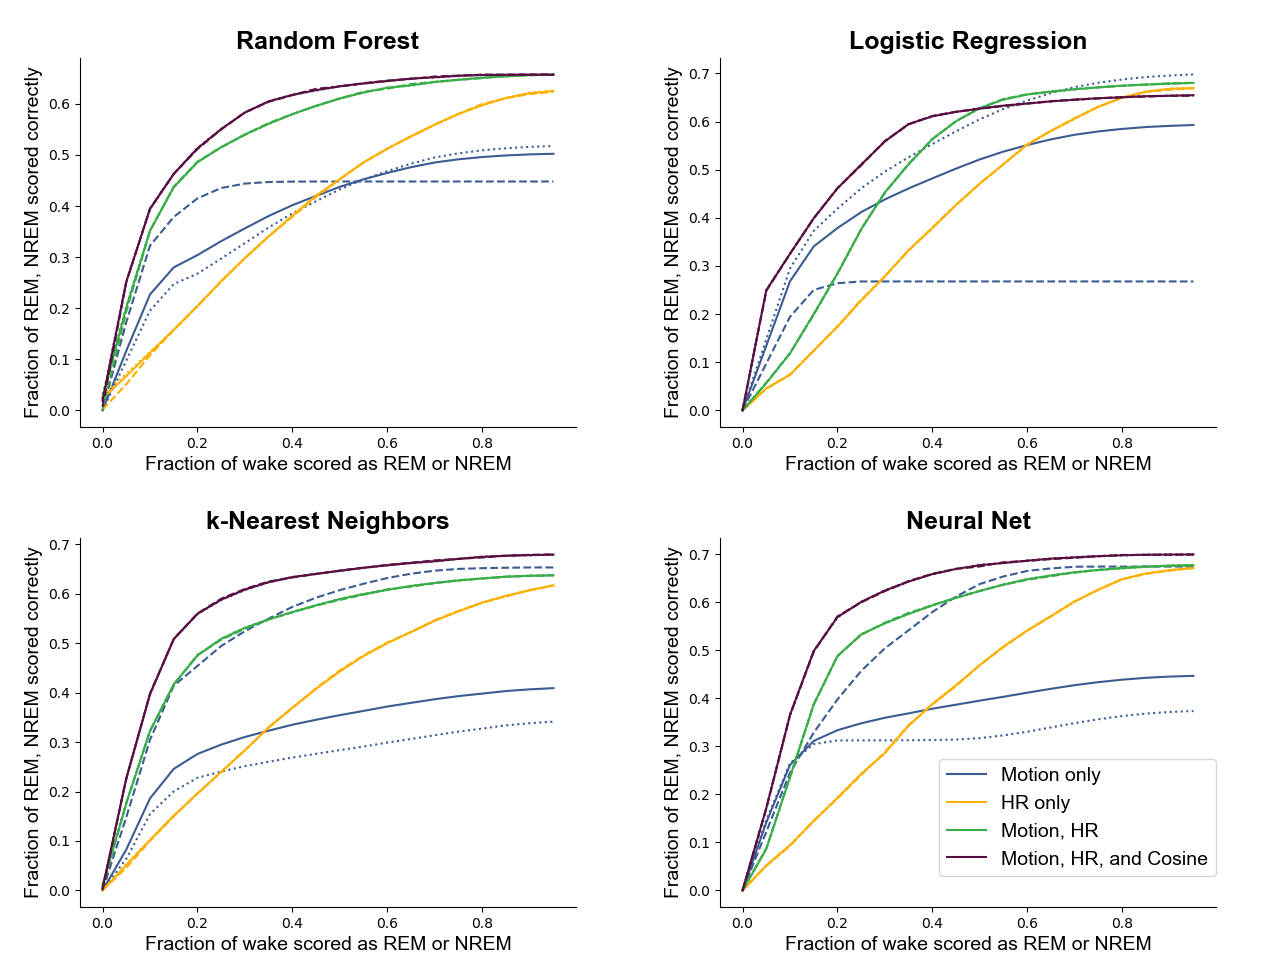 Random Forest
Fraction of REM, NREM scored correctly
0.6
0.5
0.4
0.3
0.2
0.1
0.0
0.0 0.2 0.4 0.6 0.8
Fraction of wake scored as REM or NREM
Logistic Regression
Fraction of REM, NREM scored correctly
0.7
0.6
0.5
0.4
0.3
0.2
0.1
0.0
0.0 0.2 0.4 0.6 0.8
Fraction of wake scored as REM or NREM
k-Nearest Neighbors
Fraction of REM, NREM scored correctly
0.7
0.6
0.5
0.4
0.3
0.2
0.1
0.0
0.0 0.2 0.4 0.6 0.8
Fraction of wake scored as REM or NREM
Neural Net
Fraction of REM, NREM scored correctly
0.7
0.6
0.5
0.4
0.3
0.2
0.1
0.0
0.0 0.2 0.4 0.6 0.8
Fraction of wake scored as REM or NREM
Motion only
HR only
Motion, HR
Motion, HR, and Cosine